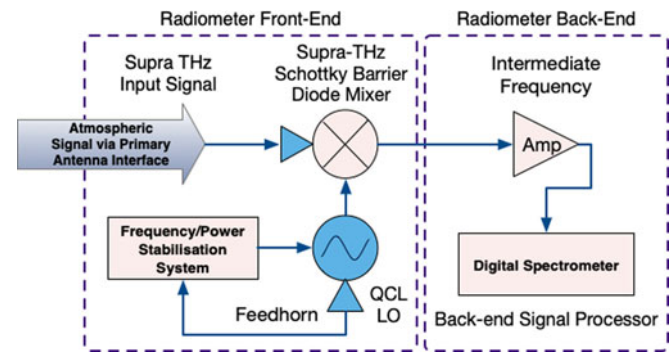 Radiometer Front-End
Radiometer Back-End
Supra THz
Input Signal
Supra-THz
Schottky Barrier
Diode Mixer
Intermediate
Frequency
Atmospheric
Signal via Primary
Antenna Interface
Amp
Frequency/Power
Stabilisation
System
Digital Spectrometer
Feedhorn
QCL
LO
Back-end Signal Processor